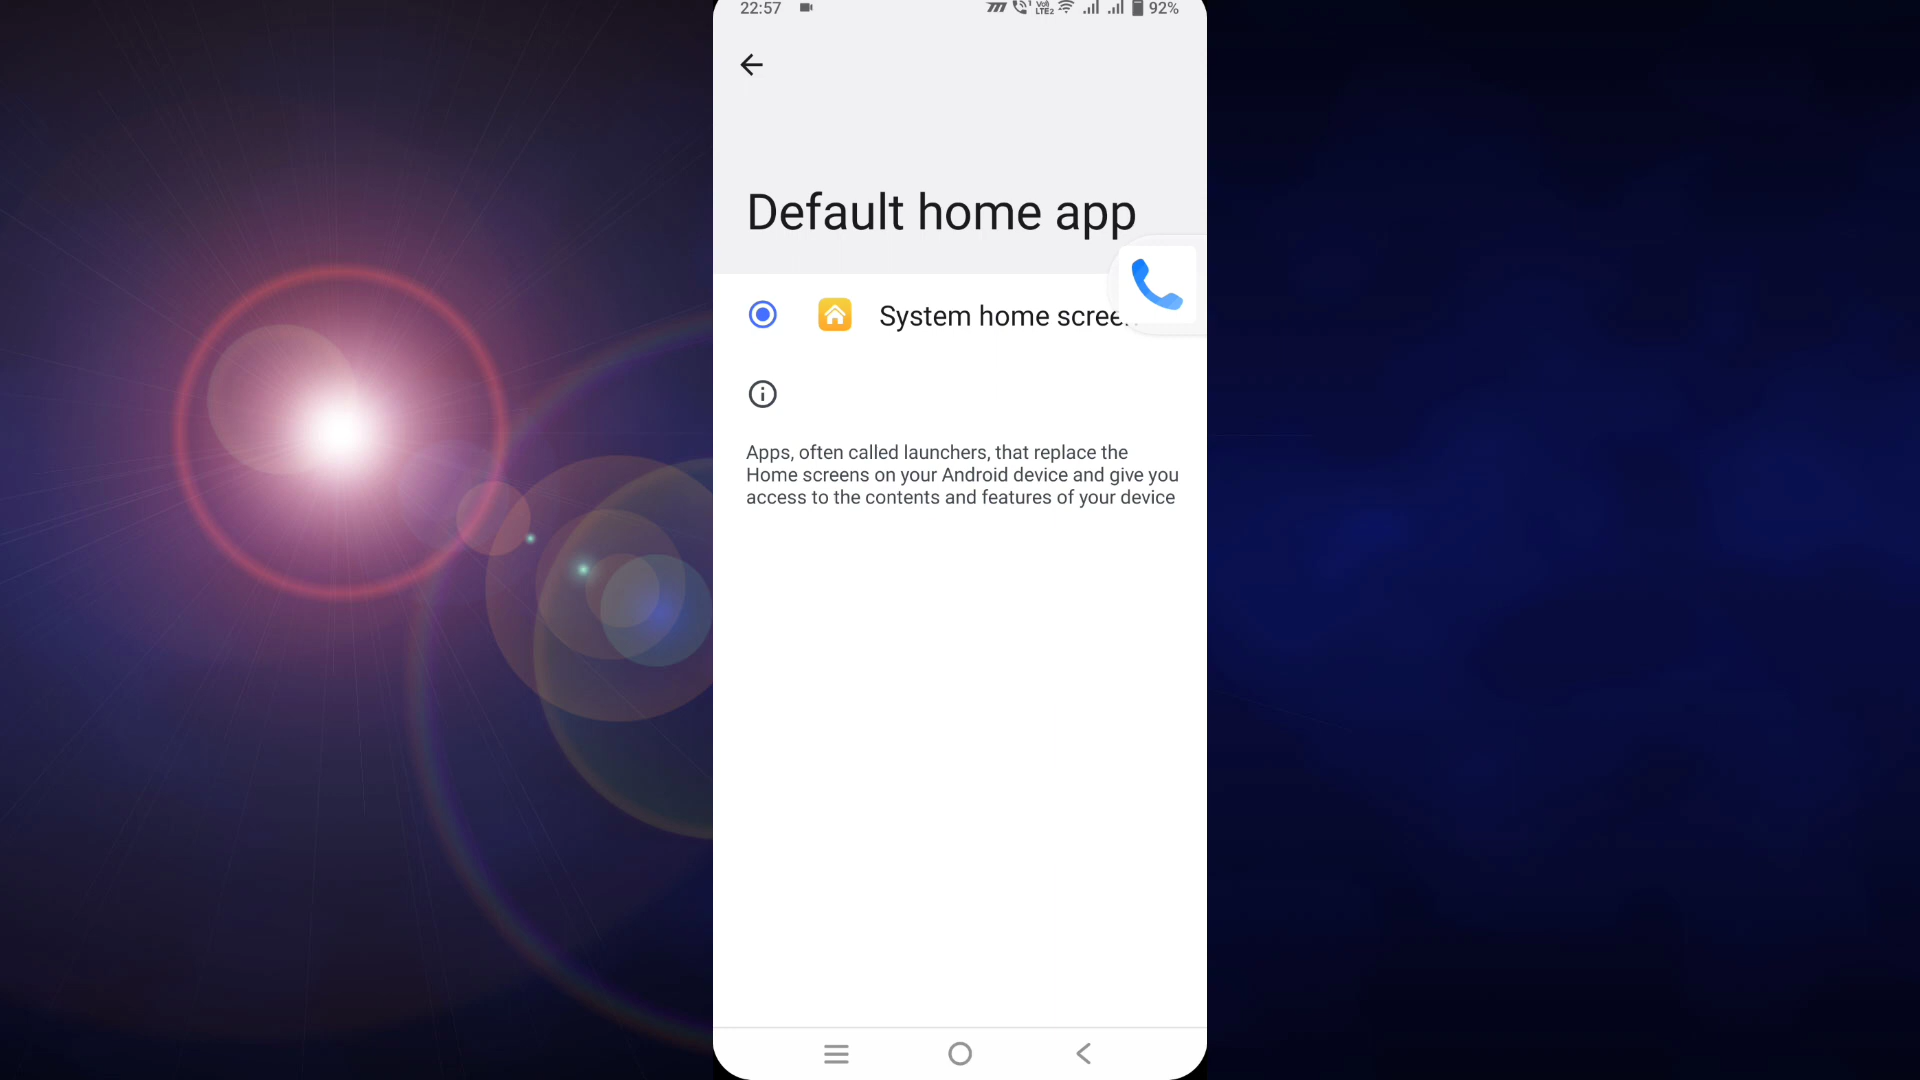 22:57 92%
Default home app
System home scree
Apps, often called launchers, that replace the
Home screens on your Android device and give you
access to the contents and features of your device